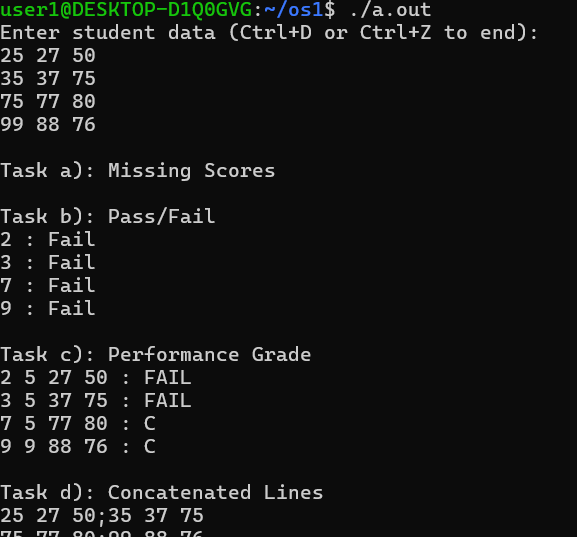 user1@DESKTOP-D1Q0GVG:~/os1$ ./a.out
Enter student data (Ctrl+D or Ctrl+Z to end):
25 27 50
35 37 75
75 77 80
99 88 76
Task a): Missing Scores
Task b): Pass/Fail
2 : Fail
3 : Fail
7 : Fail
9 : Fail
Task c): Performance Grade
2 5 27 50 : FAIL
3 5 37 75 : FAIL
7 5 77 80 : C
9 9 88 76 : C
Task d): Concatenated Lines
25 27 50;35 37 75
75 77 80;99 88 76